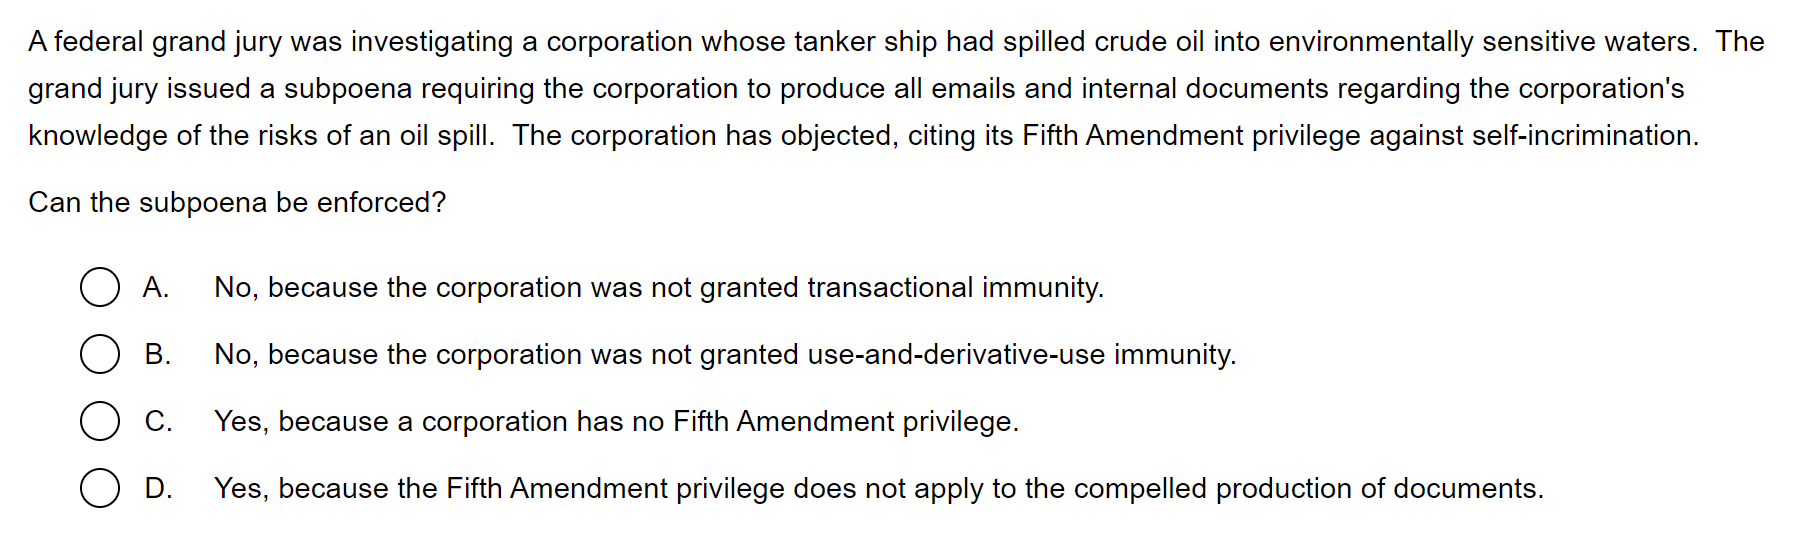 A federal grand jury was investigating a corporation whose tanker ship had spilled crude oil into environmentally sensitive waters.  The
grand jury issued a subpoena requiring the corporation to produce all emails and internal documents regarding the corporation's
knowledge of the risks of an oil spill.  The corporation has objected, citing its Fifth Amendment privilege against self-incrimination.
Can the subpoena be enforced?
A. No, because the corporation was not granted transactional immunity.
B. No, because the corporation was not granted use-and-derivative-use immunity.
C. Yes, because a corporation has no Fifth Amendment privilege.
D. Yes, because the Fifth Amendment privilege does not apply to the compelled production of documents.